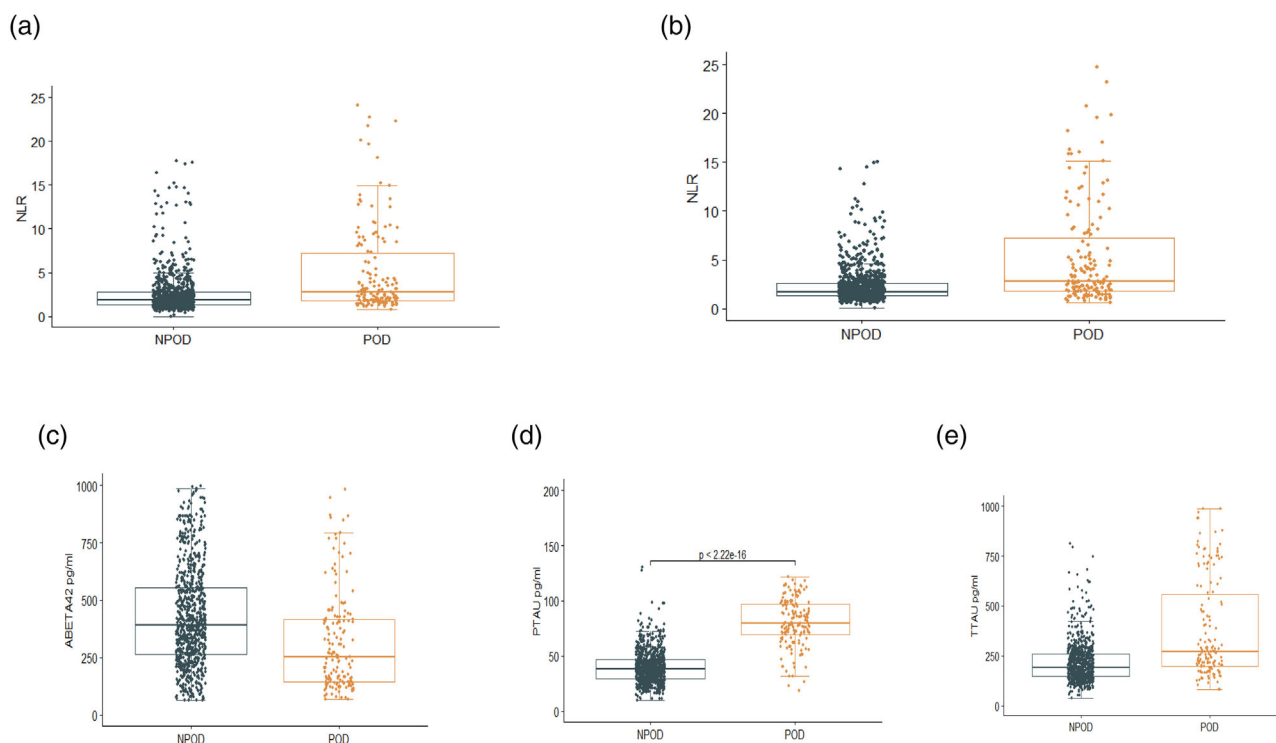 (a)
(b)
NLR
25
20
15
10
5
0
NPOD
POD
NLR
25
20
15
10
5
0
NPOD
POD
(c)
(d)
(e)
ABETA42 pg/ml
1000
750
500
250
0
NPOD
POD
PTAU pg/ml
200
150
100
50
0
p < 2.22e-16
NPOD
POD
TTAU pg/ml
1000
750
500
250
0
NPOD
POD